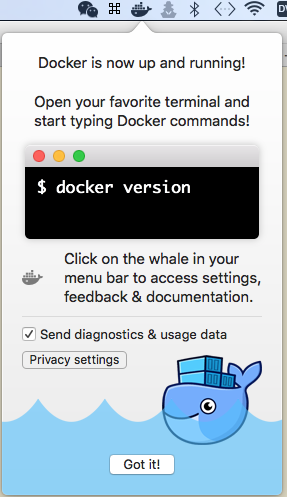 Docker is now up and running!
Open your favorite terminal and
start typing Docker commands!
$ docker version
Click on the whale in your
menu bar to access settings,
feedback & documentation.
Send diagnostics & usage data
Privacy settings
Got it!